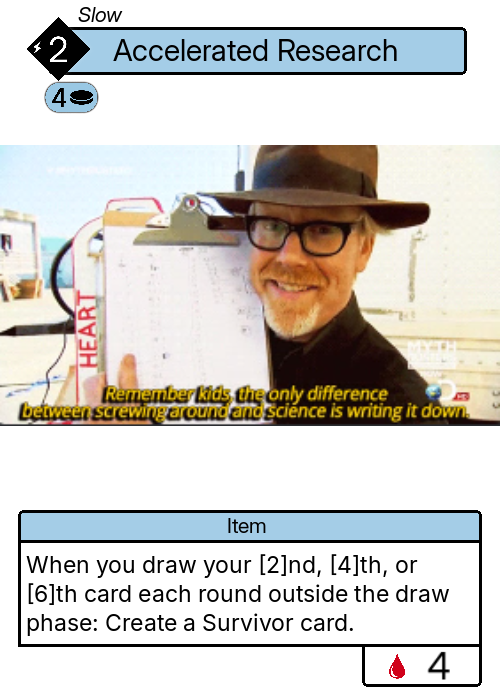 Slow
2
Accelerated Research
4
HEART
MYTH
HD
Remember kids, the only difference
between screwing around and science is writing it down.
Item
When you draw your [2]nd, [4]th, or
[6]th card each round outside the draw
phase: Create a Survivor card.
4